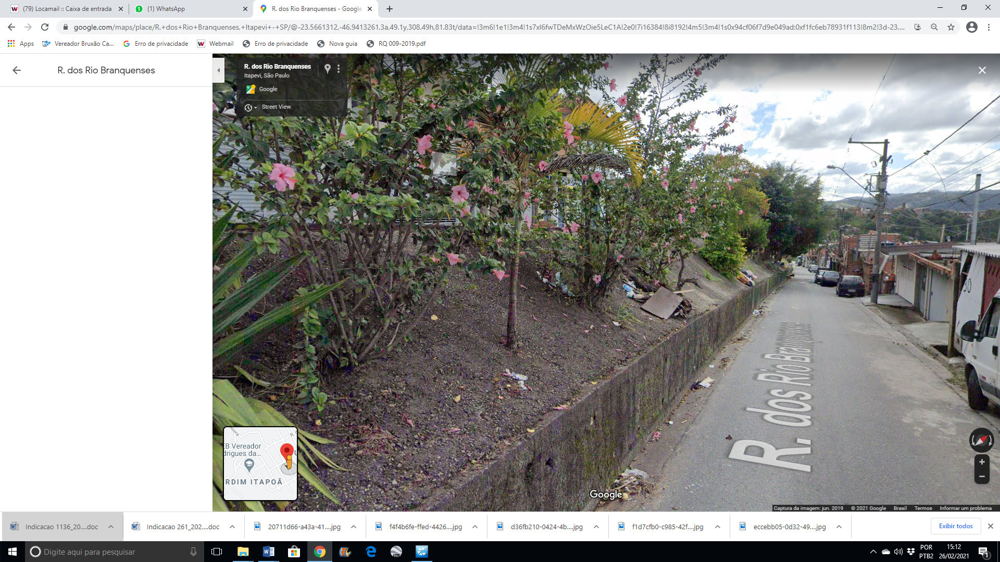 (79) Locamail :: Caixa de entrada
(1) WhatsApp
R. dos Rio Branquenses - Google
google.com/maps/place/R.+dos+Rio+Branquenses,+Itapevi+-+SP/@-23.5661312,-46.9413261,3a,49.1y,308.49h,81.83t/data=!3m6!1e1!3m4!1s7xI6fwTDeMxWzOie5LeC1A!2e0!7i16384!8i8192!4m5!3m4!1s0x94cf06f7d9e049ad:0xf1fc6eb78931f113!8m2!3d-23....
Apps
Vereador Bruxão Ca...
Erro de privacidade
Webmail
Erro de privacidade
Nova guia
RQ 009-2019.pdf
R. dos Rio Branquenses
R. dos Rio Branquenses
Itapevi, São Paulo
Google
Street View
R. dos Rio Branquenses
EB Vereador
drigues da...
RDIM ITAPOÃ
Google
Captura da imagem: jun. 2019 © 2021 Google Brasil Termos Informar um problema
Indicacao 1136_20....doc
Indicacao 261_202....doc
20711d66-a43a-41....jpg
f4f4b6fe-ffed-4426....jpg
d36fb210-0424-4b....jpg
f1d7cfb0-c985-42f....jpg
eccebb05-0d32-49....jpg
Exibir todos
Digite aqui para pesquisar
POR
PTB2
15:12
26/02/2021
1